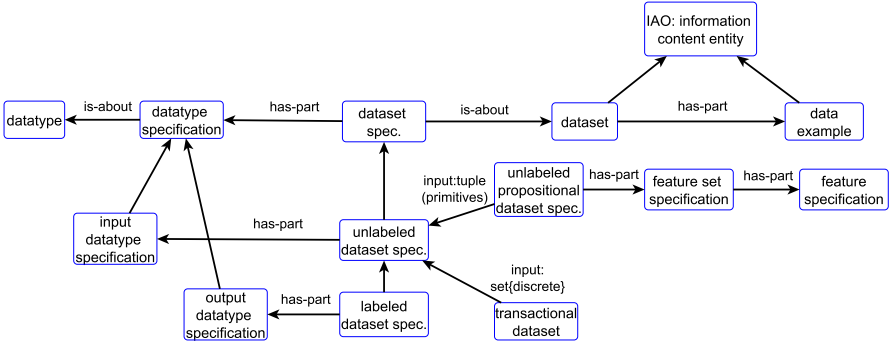 IAO: information
content entity
is-about
has-part
is-about
has-part
datatype
datatype
specification
dataset
spec.
dataset
data
example
unlabeled
propositional
dataset spec.
has-part
feature set
specification
has-part
feature
specification
input:tuple
(primitives)
input
datatype
specification
has-part
unlabeled
dataset spec.
input:
set{discrete}
output
datatype
specification
has-part
labeled
dataset spec.
transactional
dataset